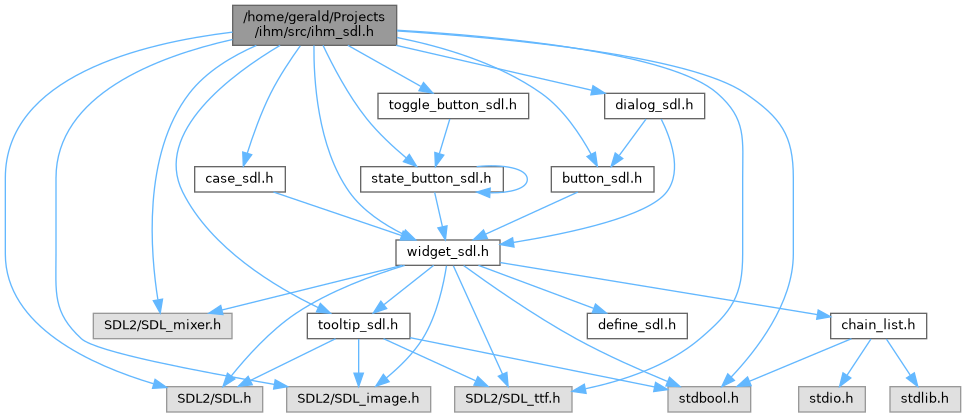 /home/gerald/Projects
/ihm/src/ihm_sdl.h
toggle_button_sdl.h
dialog_sdl.h
case_sdl.h
state_button_sdl.h
button_sdl.h
widget_sdl.h
SDL2/SDL_mixer.h
tooltip_sdl.h
define_sdl.h
chain_list.h
SDL2/SDL.h
SDL2/SDL_image.h
SDL2/SDL_ttf.h
stdbool.h
stdio.h
stdlib.h